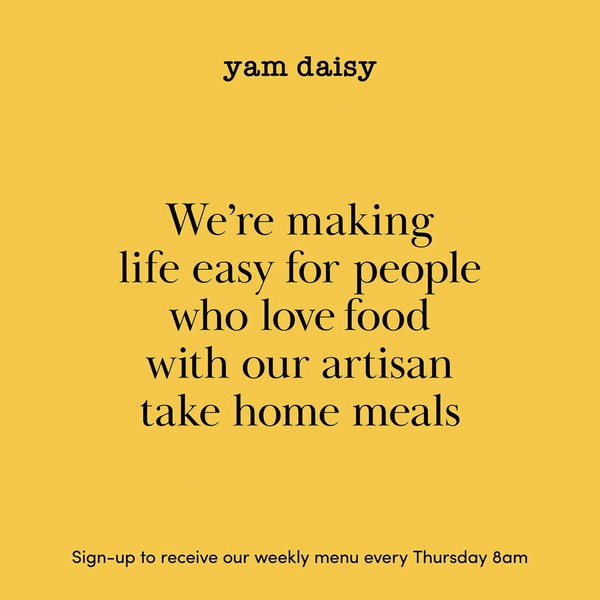 yam daisy
We’re making
life easy for people
who love food
with our artisan
take home meals
Sign-up to receive our weekly menu every Thursday 8am